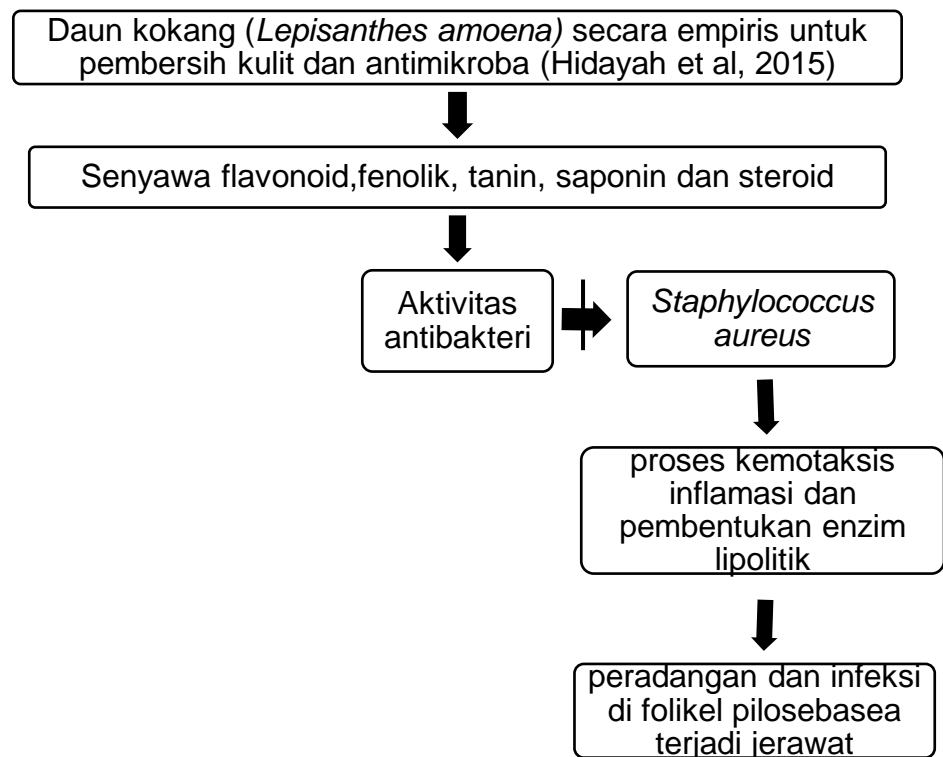 Daun kokang (Lepisanthes amoena) secara empiris untuk
pembersih kulit dan antimikroba (Hidayah et al, 2015)
Senyawa flavonoid,fenolik, tanin, saponin dan steroid
Aktivitas
antibakteri
Staphylococcus
aureus
proses kemotaksis
inflamasi dan
pembentukan enzim
lipolitik
peradangan dan infeksi
di folikel pilosebasea
terjadi jerawat